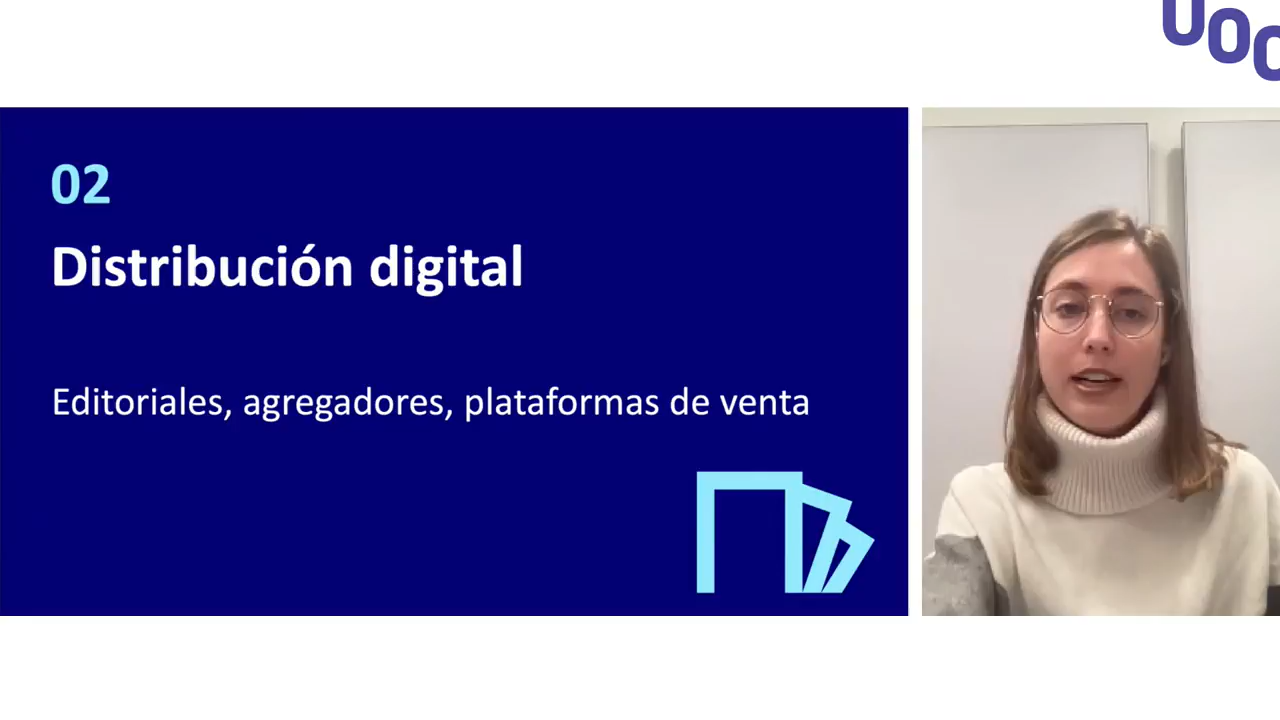 UOC
02
Distribución digital
Editoriales, agregadores, plataformas de venta